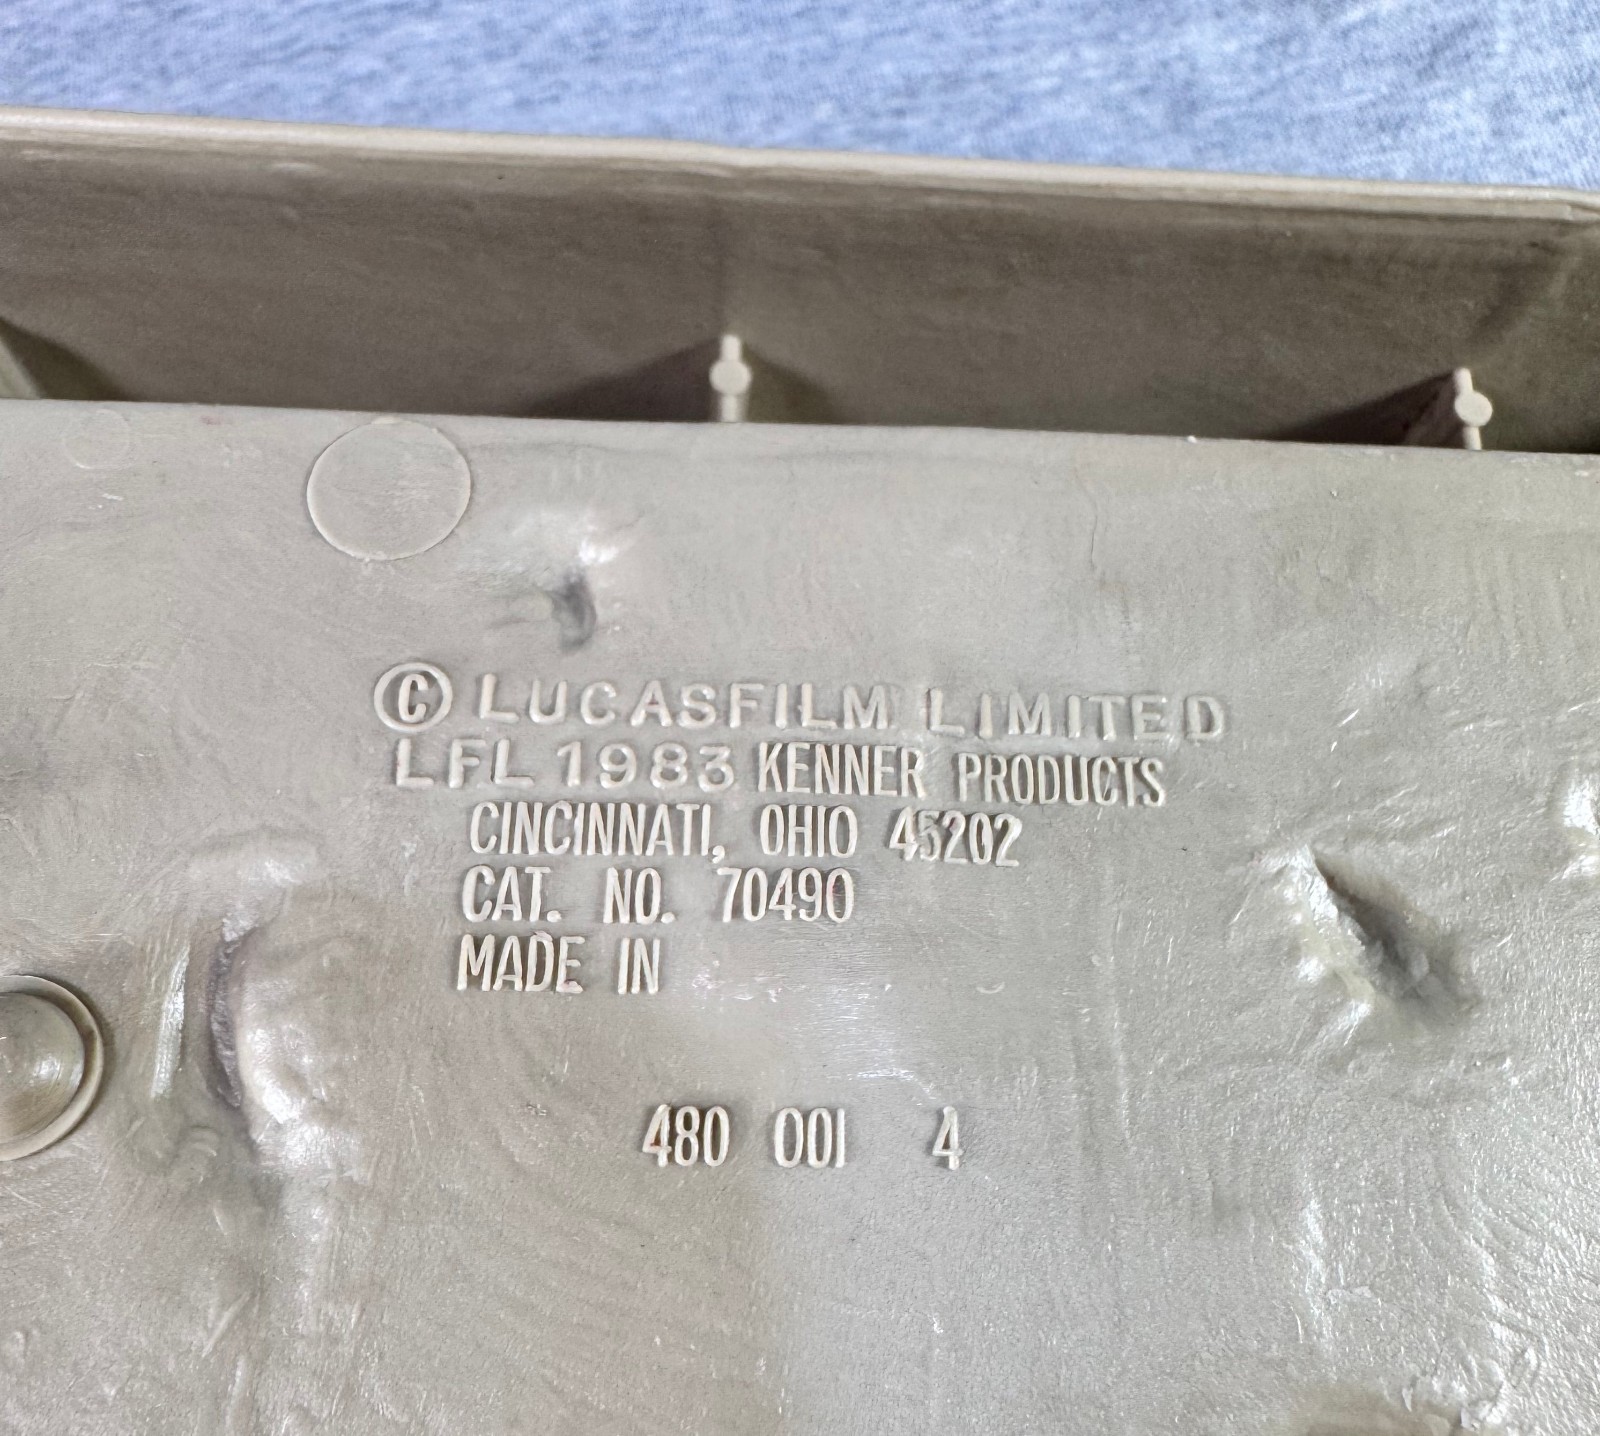 © LUCASFILM LIMITED
LFL 1983 KENNER PRODUCTS
CINCINNATI, OHIO 45202
CAT. NO. 70490
MADE IN
480 001 4